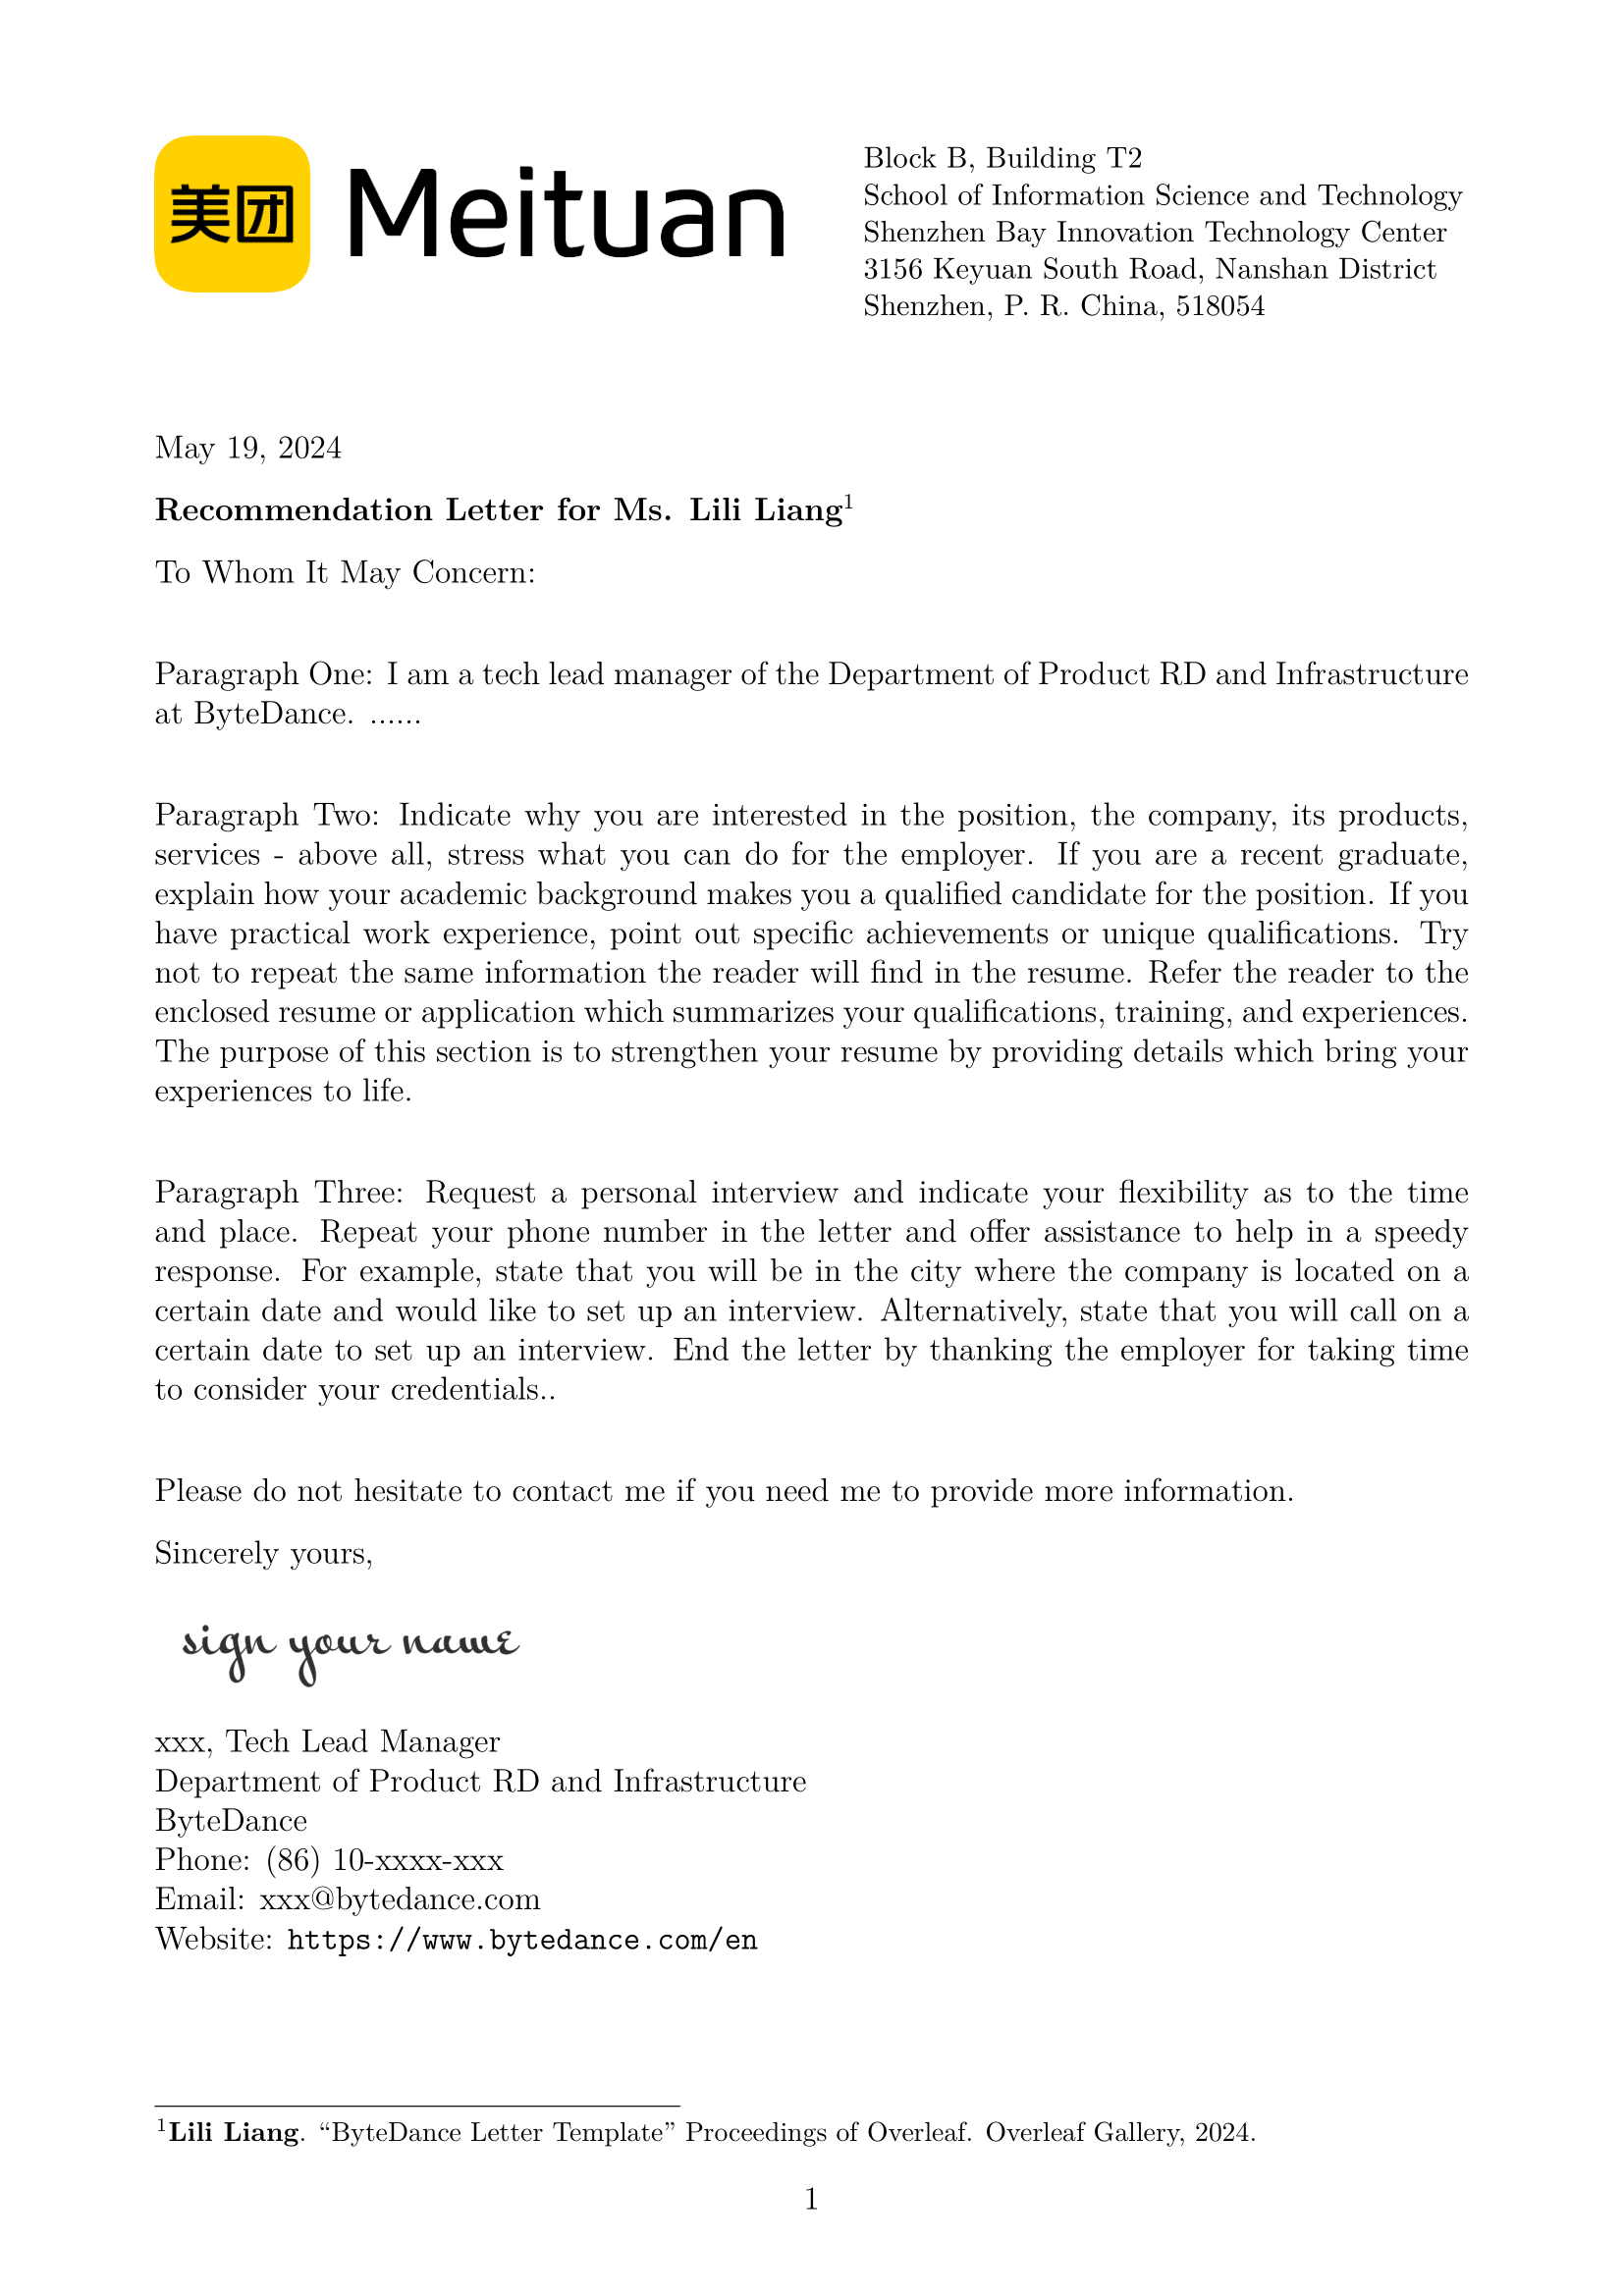 美团 Meituan
Block B, Building T2
School of Information Science and Technology
Shenzhen Bay Innovation Technology Center
3156 Keyuan South Road, Nanshan District
Shenzhen, P. R. China, 518054
May 19, 2024
Recommendation Letter for Ms. Lili Liang1
To Whom It May Concern:
Paragraph One: I am a tech lead manager of the Department of Product RD and Infrastructure
at ByteDance. ......
Paragraph Two: Indicate why you are interested in the position, the company, its products,
services - above all, stress what you can do for the employer. If you are a recent graduate,
explain how your academic background makes you a qualified candidate for the position. If you
have practical work experience, point out specific achievements or unique qualifications. Try
not to repeat the same information the reader will find in the resume. Refer the reader to the
enclosed resume or application which summarizes your qualifications, training, and experiences.
The purpose of this section is to strengthen your resume by providing details which bring your
experiences to life.
Paragraph Three: Request a personal interview and indicate your flexibility as to the time
and place. Repeat your phone number in the letter and offer assistance to help in a speedy
response. For example, state that you will be in the city where the company is located on a
certain date and would like to set up an interview. Alternatively, state that you will call on a
certain date to set up an interview. End the letter by thanking the employer for taking time
to consider your credentials..
Please do not hesitate to contact me if you need me to provide more information.
Sincerely yours,
sign your name
xxx, Tech Lead Manager
Department of Product RD and Infrastructure
ByteDance
Phone: (86) 10-xxxx-xxx
Email: xxx@bytedance.com
Website: https://www.bytedance.com/en
1Lili Liang. “ByteDance Letter Template” Proceedings of Overleaf. Overleaf Gallery, 2024.
1